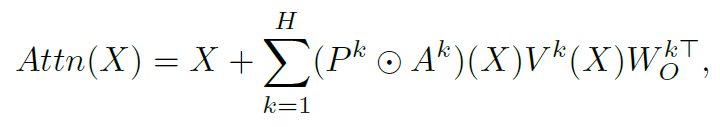 Attn(X) = X + \sum_{k=1}^{H} (P^k \odot A^k)(X)V^k(X)W_O^{k\top},